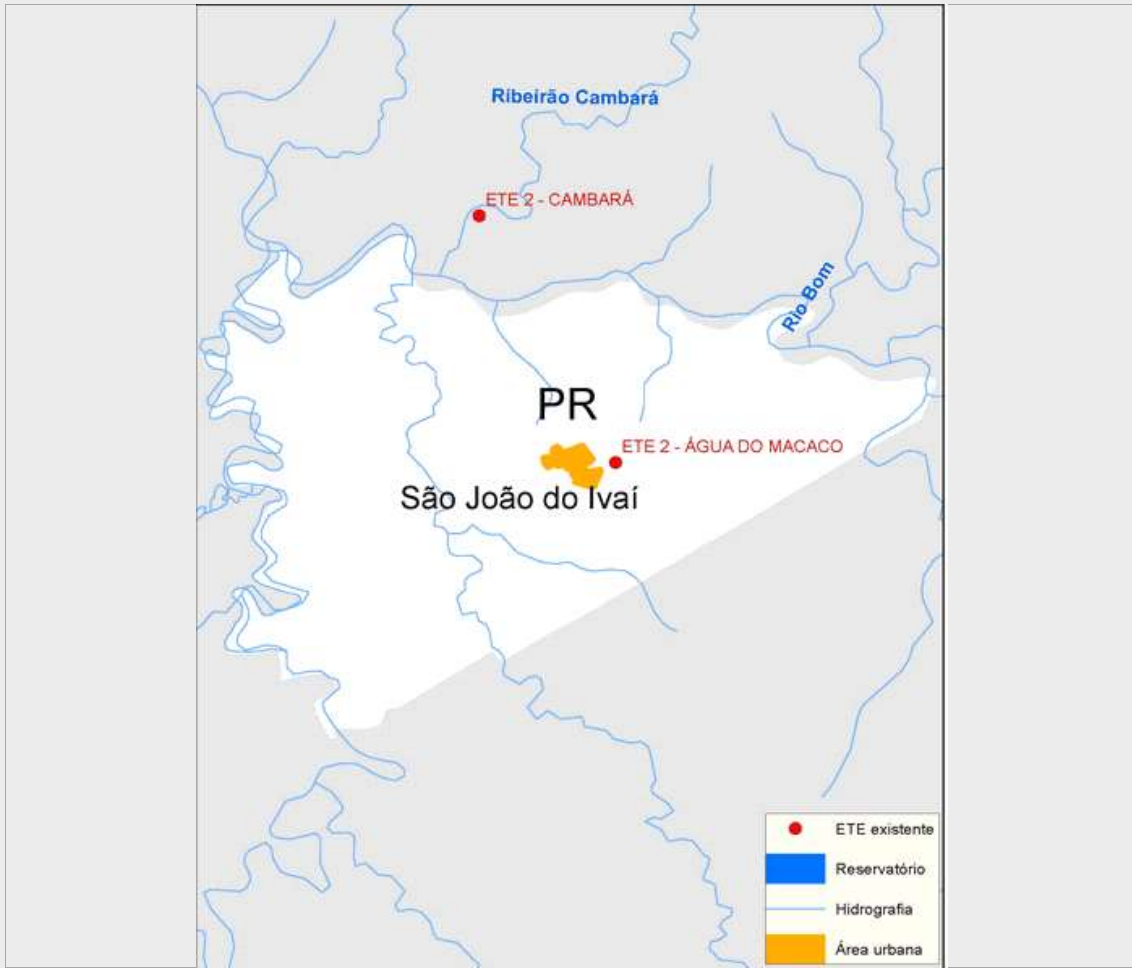 Ribeirão Cambará
ETE 2 - CAMBARÁ
Rio Bom
PR
ETE 2 - ÁGUA DO MACACO
São João do Ivaí
ETE existente
Reservatório
Hidrografia
Área urbana